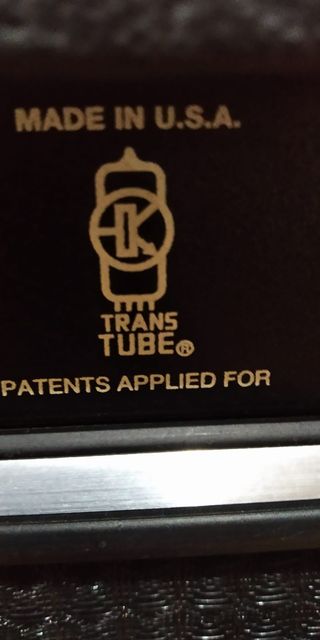 MADE IN U.S.A.
TRANS
TUBE®
PATENTS APPLIED FOR